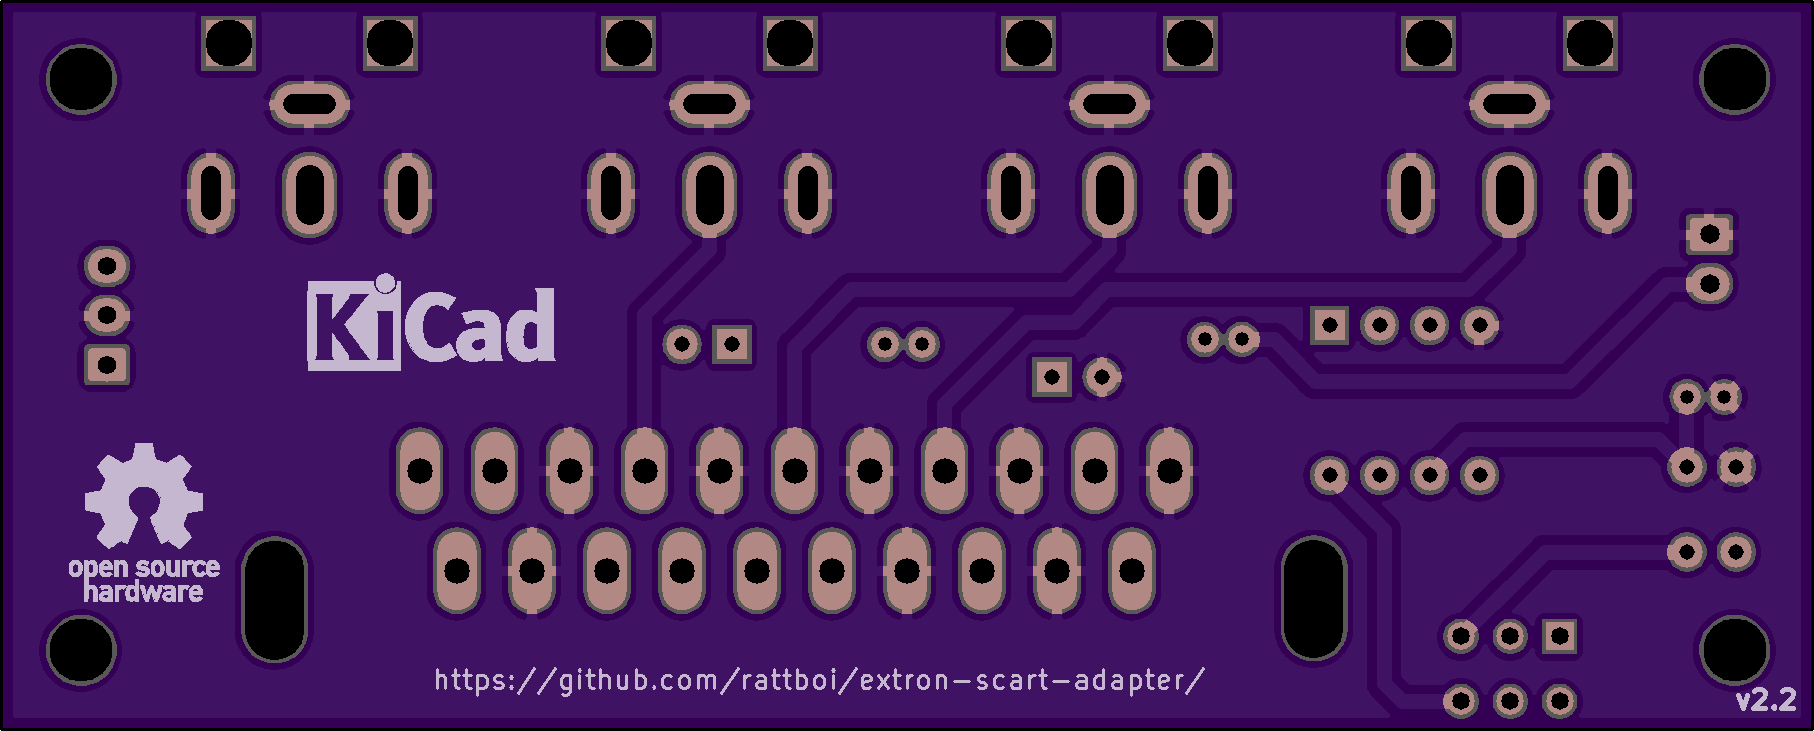 KiCad
open source
hardware
https://github.com/rattboi/extron-scart-adapter/
v2.2